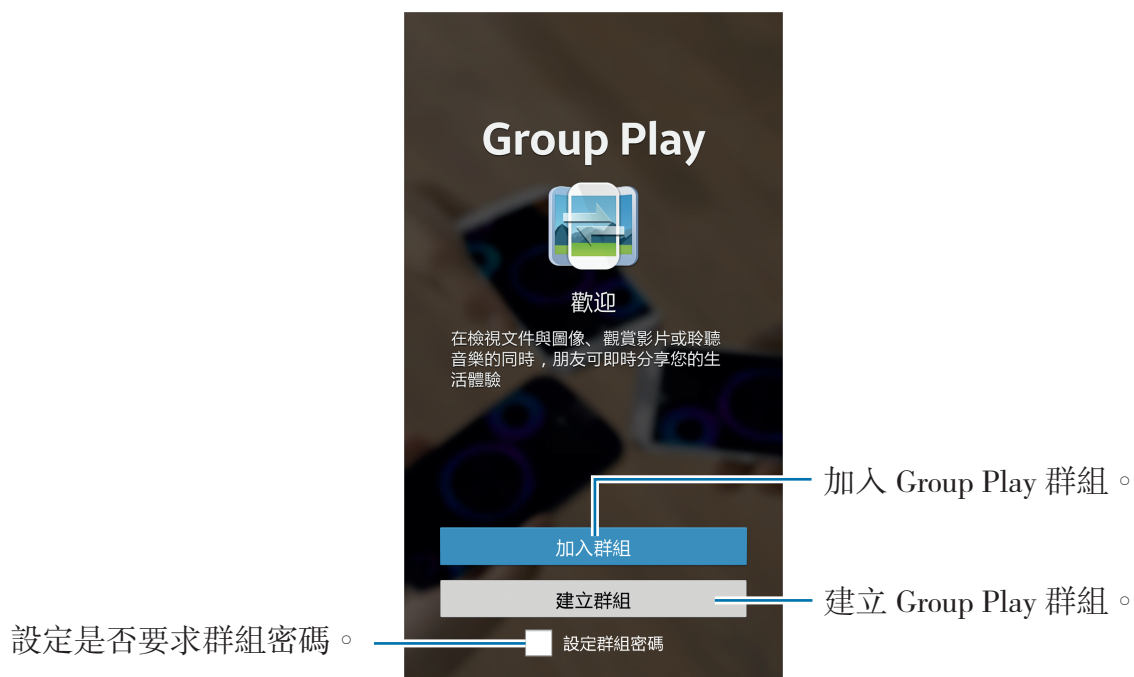 Group Play
歡迎
在檢視文件與圖像、觀賞影片或聆聽
音樂的同時，朋友可即時分享您的生
活體驗
加入 Group Play 群組。
加入群組
建立群組
建立 Group Play 群組。
設定是否要求群組密碼。
設定群組密碼